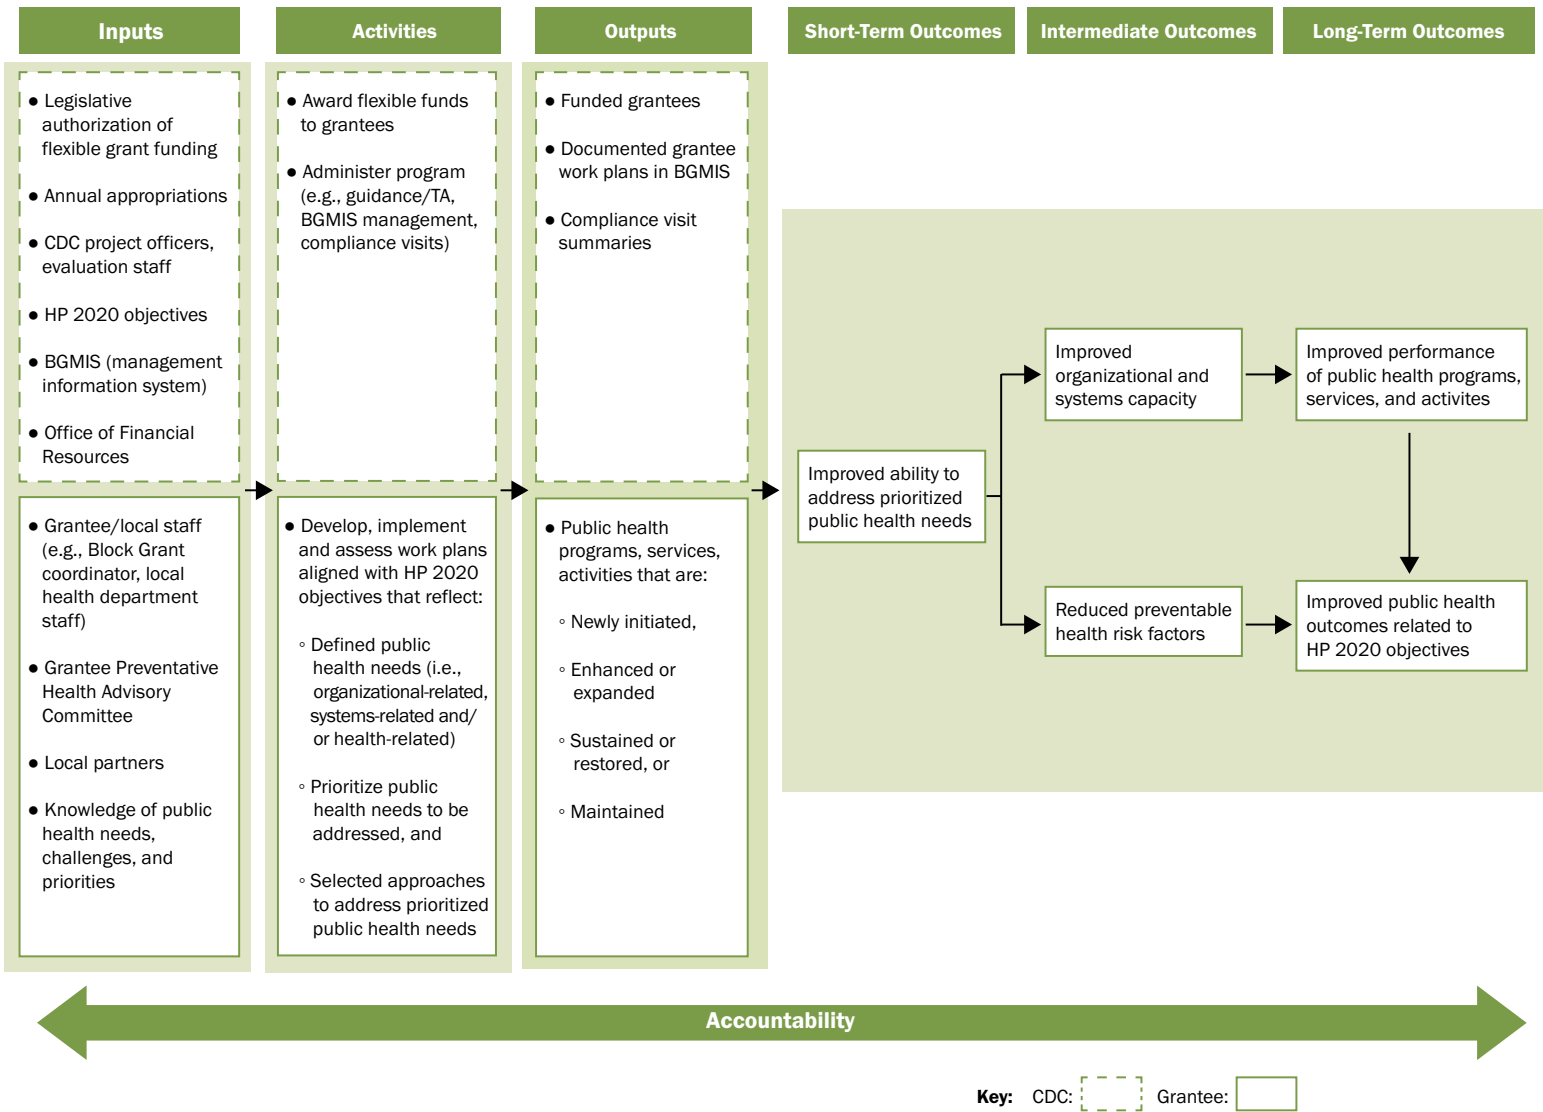 Inputs
Activities
Outputs
Short-Term Outcomes
Intermediate Outcomes
Long-Term Outcomes
● Legislative
authorization of
flexible grant funding
● Annual appropriations
● CDC project officers,
evaluation staff
● HP 2020 objectives
● BGMIS (management
information system)
● Office of Financial
Resources
● Grantee/local staff
(e.g., Block Grant
coordinator, local
health department
staff)
● Grantee Preventative
Health Advisory
Committee
● Local partners
● Knowledge of public
health needs,
challenges, and
priorities
● Award flexible funds
to grantees
● Administer program
(e.g., guidance/TA,
BGMIS management,
compliance visits)
● Develop, implement
and assess work plans
aligned with HP 2020
objectives that reflect:
◦ Defined public
health needs (i.e.,
organizational-related,
systems-related and/
or health-related)
◦ Prioritize public
health needs to be
addressed, and
◦ Selected approaches
to address prioritized
public health needs
● Funded grantees
● Documented grantee
work plans in BGMIS
● Compliance visit
summaries
● Public health
programs, services,
activities that are:
◦ Newly initiated,
◦ Enhanced or
expanded
◦ Sustained or
restored, or
◦ Maintained
Improved ability to
address prioritized
public health needs
Improved
organizational and
systems capacity
Reduced preventable
health risk factors
Improved performance
of public health programs,
services, and activites
Improved public health
outcomes related to
HP 2020 objectives
Accountability
Key: CDC: Grantee: